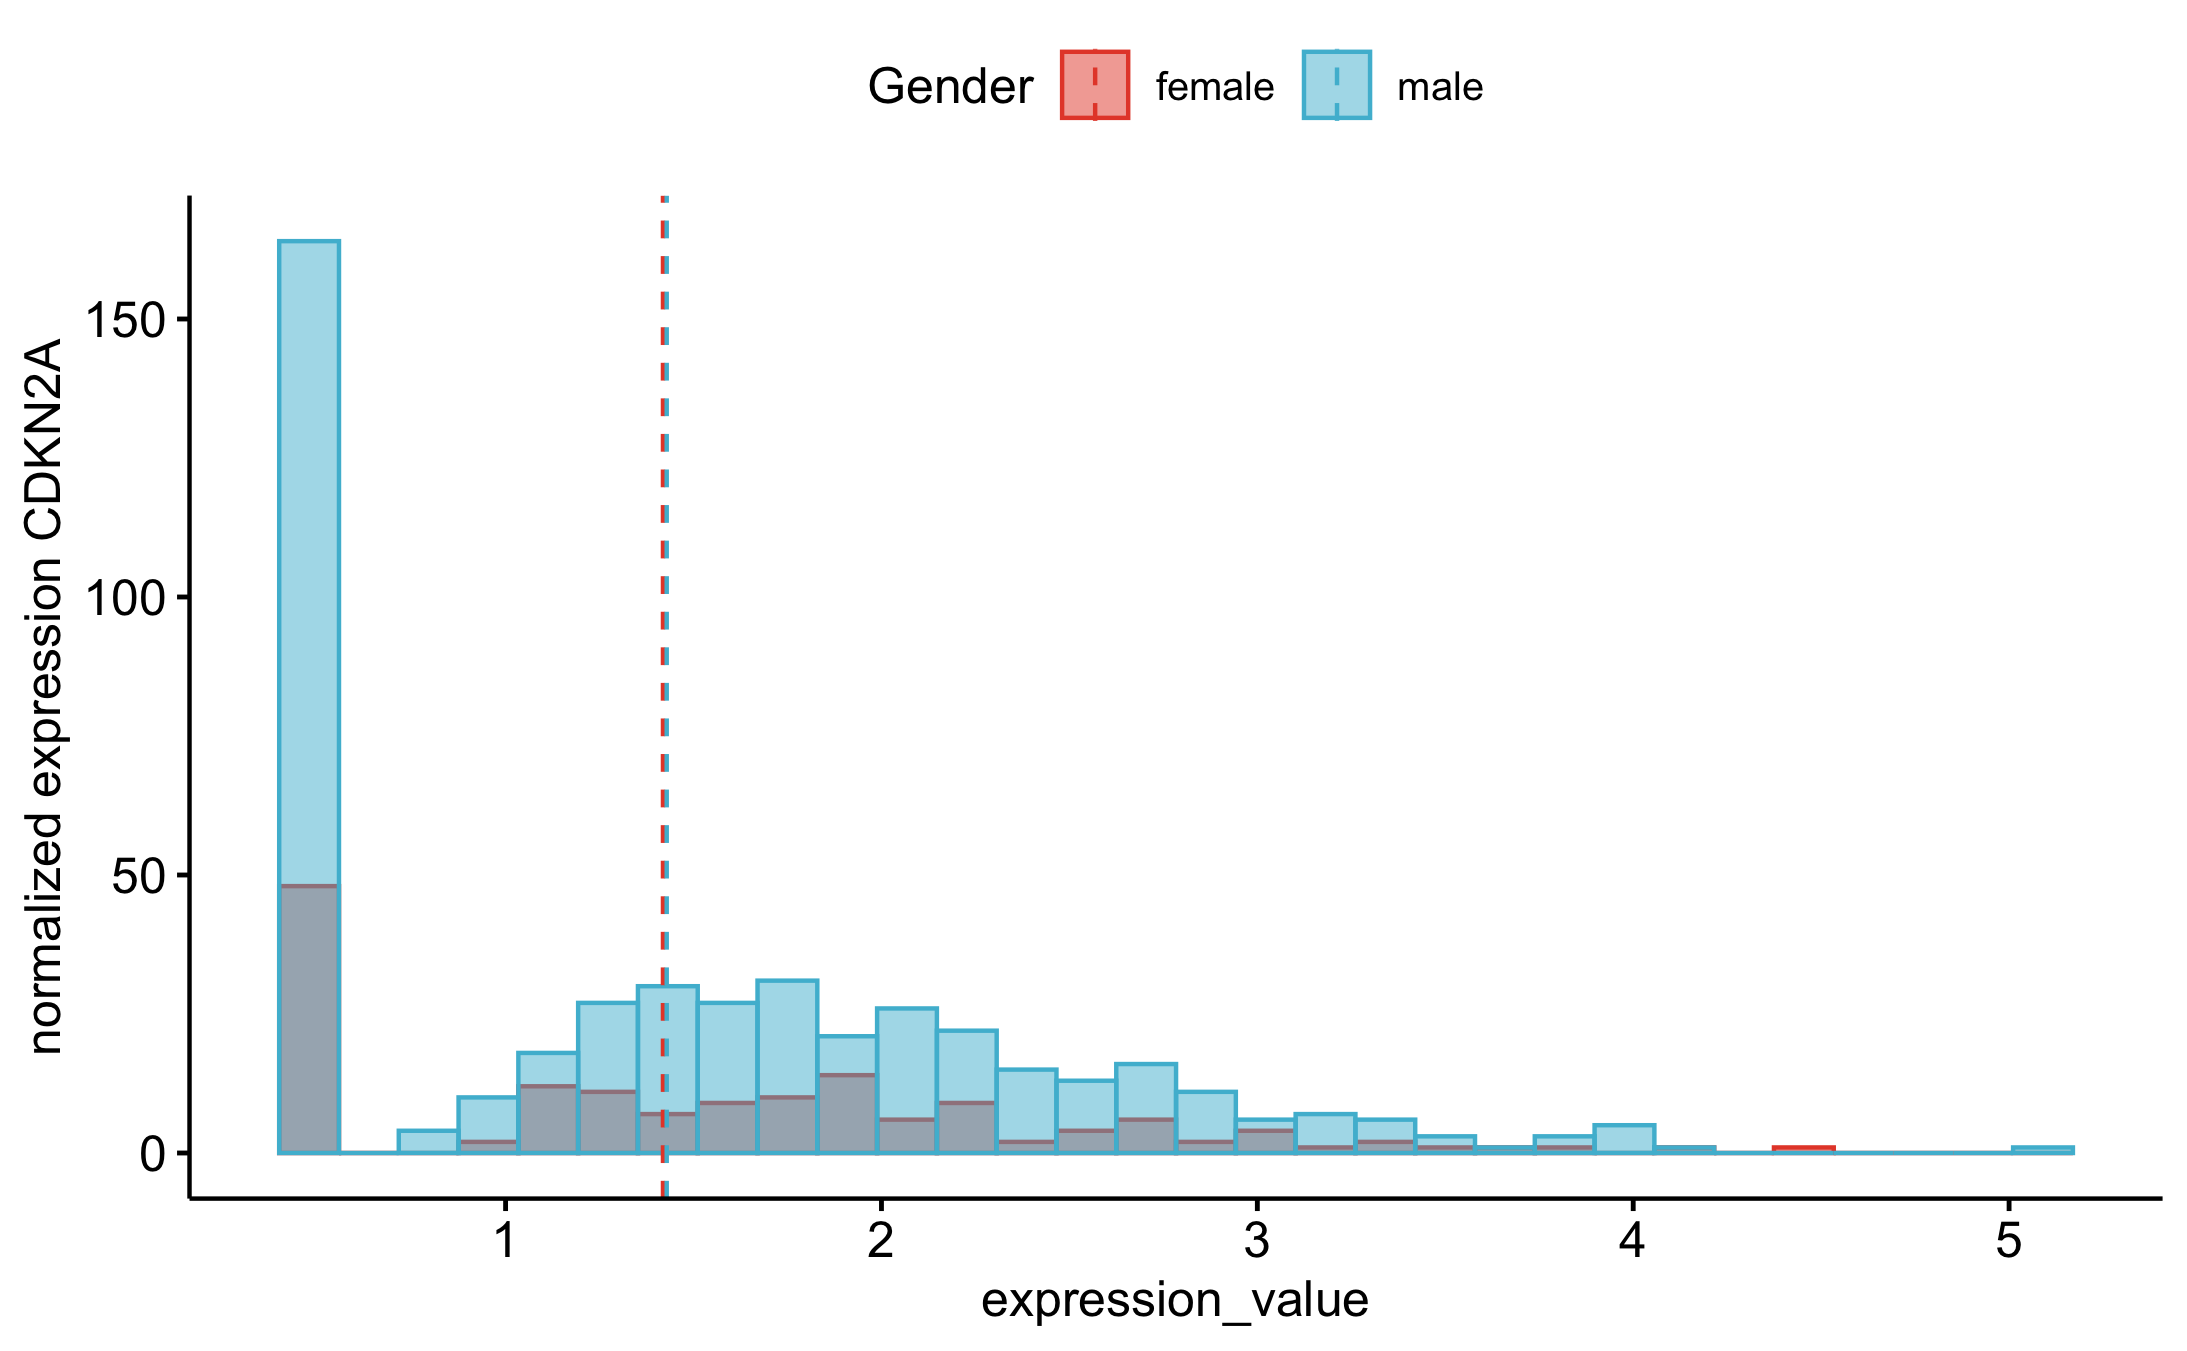 Gender female male
normalized expression CDKN2A
150
100
50
0
1 2 3 4 5
expression_value